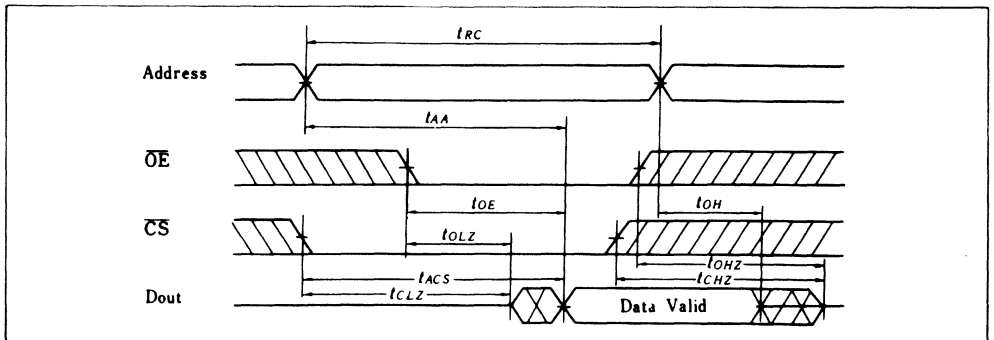 tRC
Address
tAA
OE
tOE
tOH
CS
tOLZ
tOHZ
tACS
tCHZ
tCLZ
Dout
Data Valid